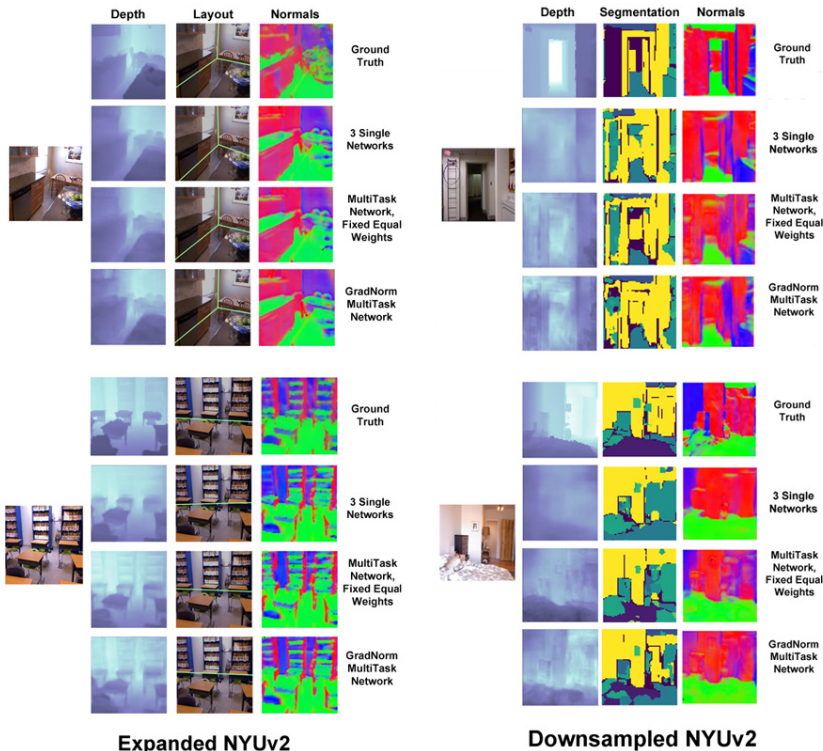 Depth Layout Normals
Ground
Truth
3 Single
Networks
MultiTask
Network,
Fixed Equal
Weights
GradNorm
MultiTask
Network
Ground
Truth
3 Single
Networks
MultiTask
Network,
Fixed Equal
Weights
GradNorm
MultiTask
Network
Expanded NYUv2
Depth Segmentation Normals
Ground
Truth
3 Single
Networks
MultiTask
Network,
Fixed Equal
Weights
GradNorm
MultiTask
Network
Ground
Truth
3 Single
Networks
MultiTask
Network,
Fixed Equal
Weights
GradNorm
MultiTask
Network
Downsampled NYUv2